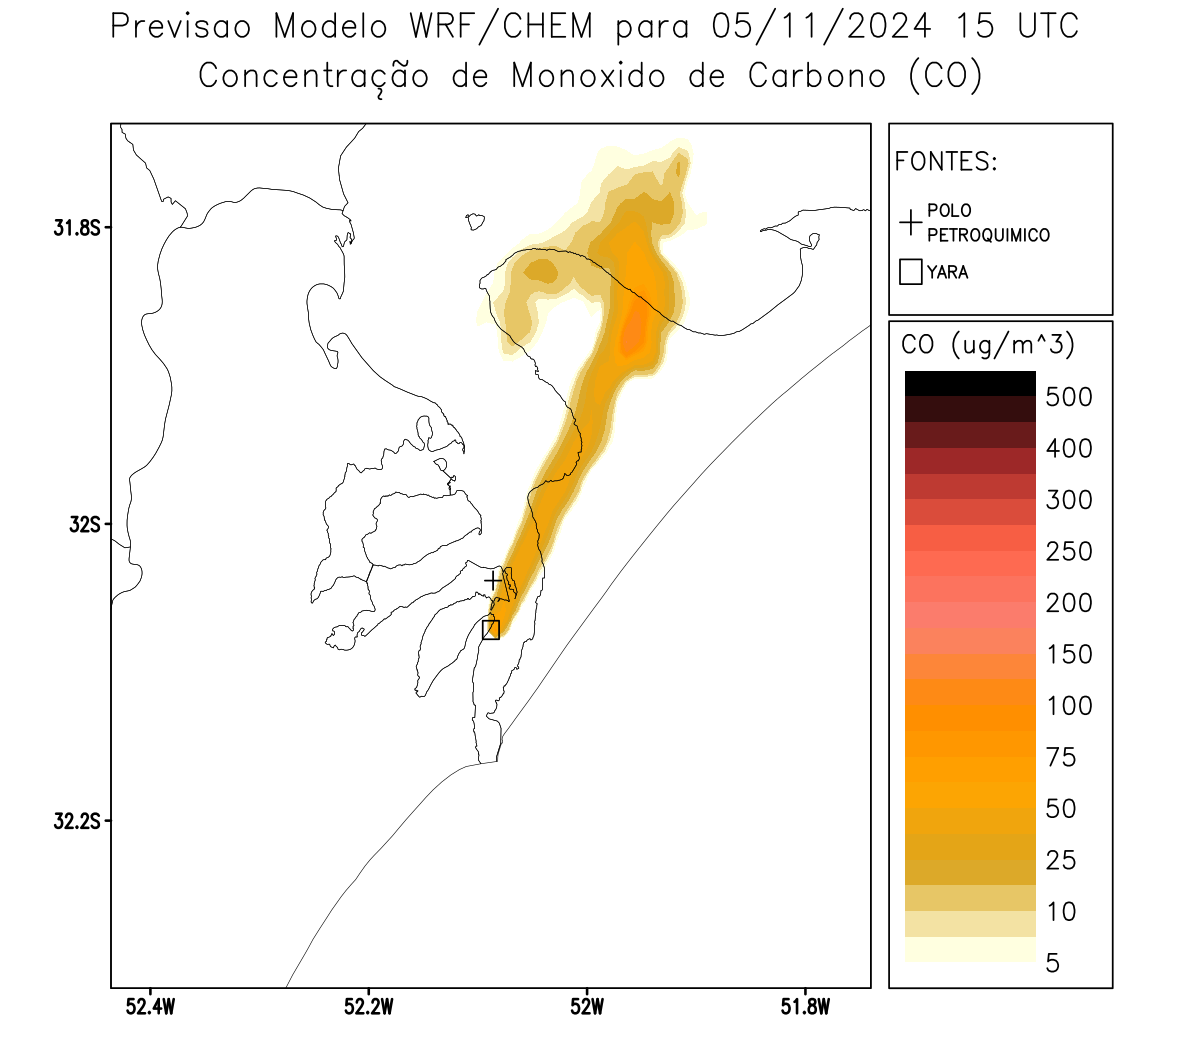 Previsao Modelo WRF/CHEM para 05/11/2024 15 UTC
Concentração de Monoxido de Carbono (CO)
FONTES:
POLO
PETROQUIMICO
YARA
CO (ug/m^3)
500
400
300
250
200
150
100
75
50
25
10
5
31.8S
32S
32.2S
52.4W
52.2W
52W
51.8W